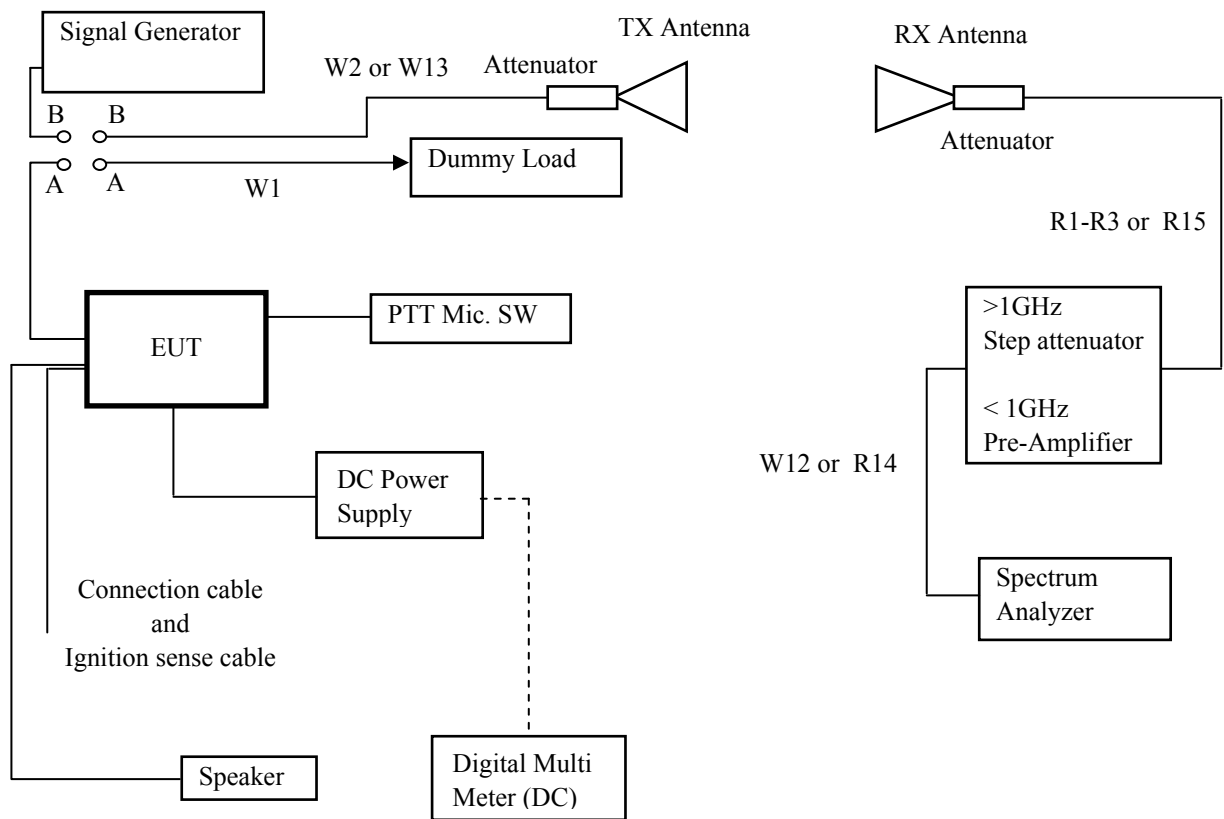 Signal Generator
TX Antenna
RX Antenna
W2 or W13
Attenuator
B
B
Attenuator
A
A
W1
Dummy Load
R1-R3 or R15
EUT
PTT Mic. SW
>1GHz
Step attenuator
< 1GHz
Pre-Amplifier
W12 or R14
DC Power
Supply
Connection cable
and
Ignition sense cable
Spectrum
Analyzer
Speaker
Digital Multi
Meter (DC)